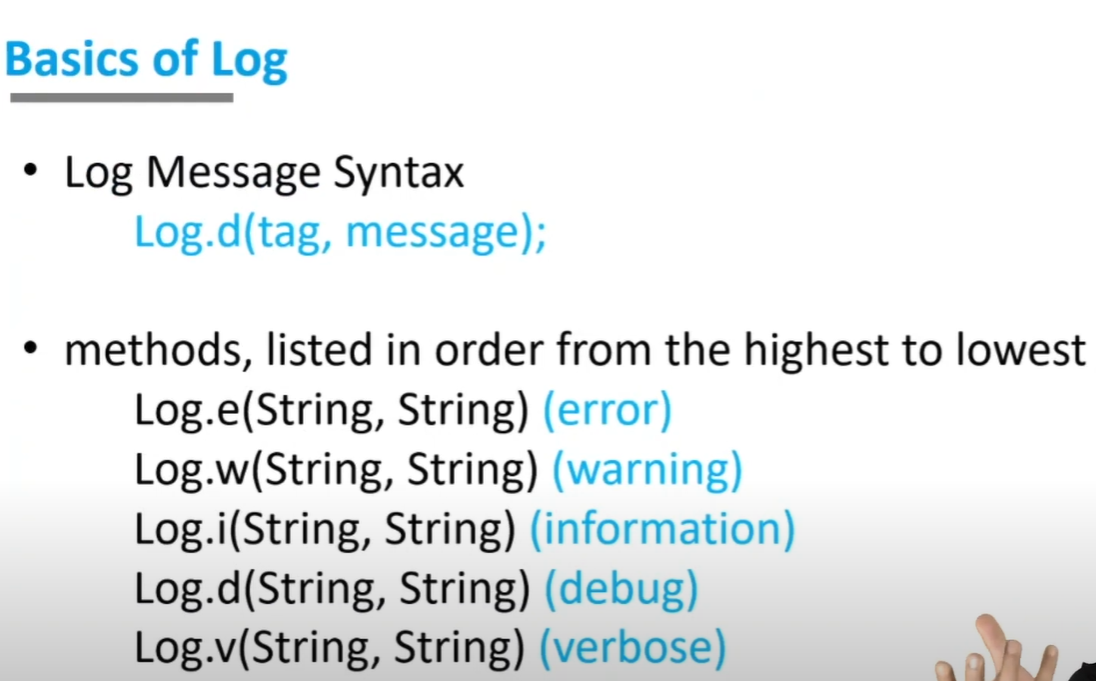 Basics of Log
• Log Message Syntax
Log.d(tag, message);
• methods, listed in order from the highest to lowest
Log.e(String, String) (error)
Log.w(String, String) (warning)
Log.i(String, String) (information)
Log.d(String, String) (debug)
Log.v(String, String) (verbose)